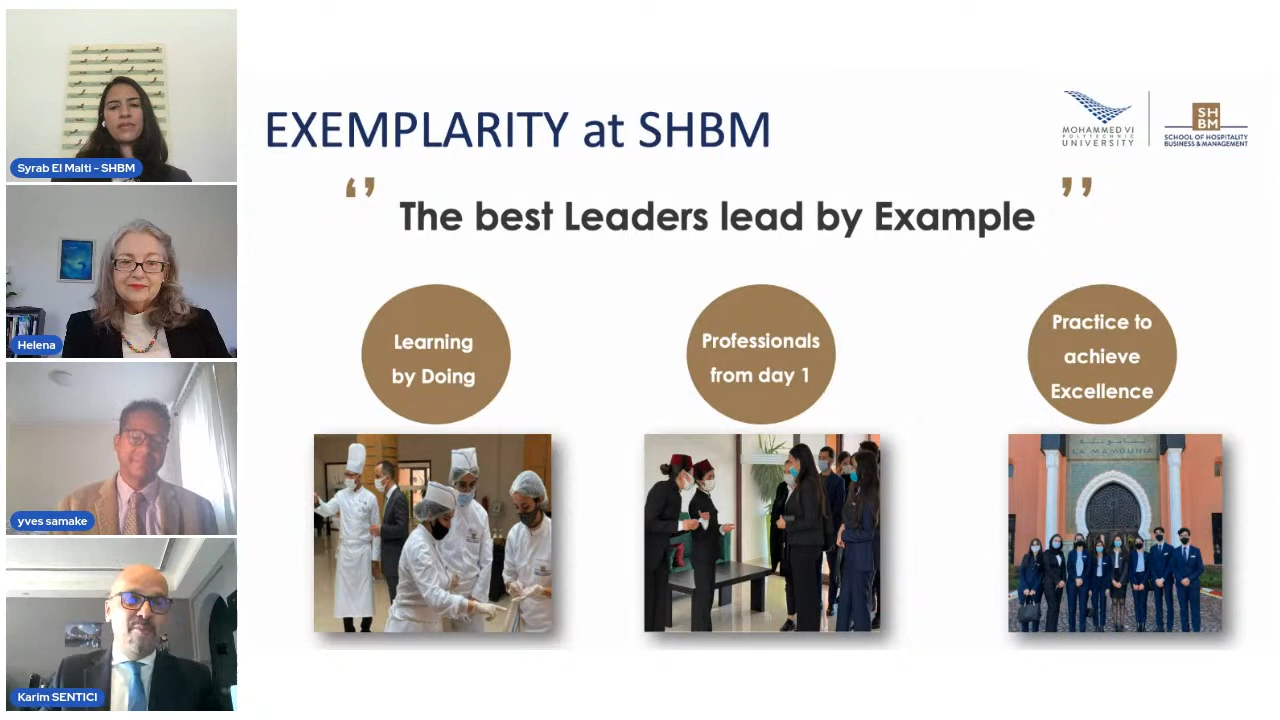 Syrab El Malti - SHBM
Helena
yves samake
Karim SENTICI
EXEMPLARITY at SHBM
MOHAMMED VI
POLYTECHNIC
UNIVERSITY
SH
BM
SCHOOL OF HOSPITALITY
BUSINESS & MANAGEMENT
‘’ The best Leaders lead by Example ’’
Learning
by Doing
Professionals
from day 1
Practice to
achieve
Excellence
LA MAMOUNIA